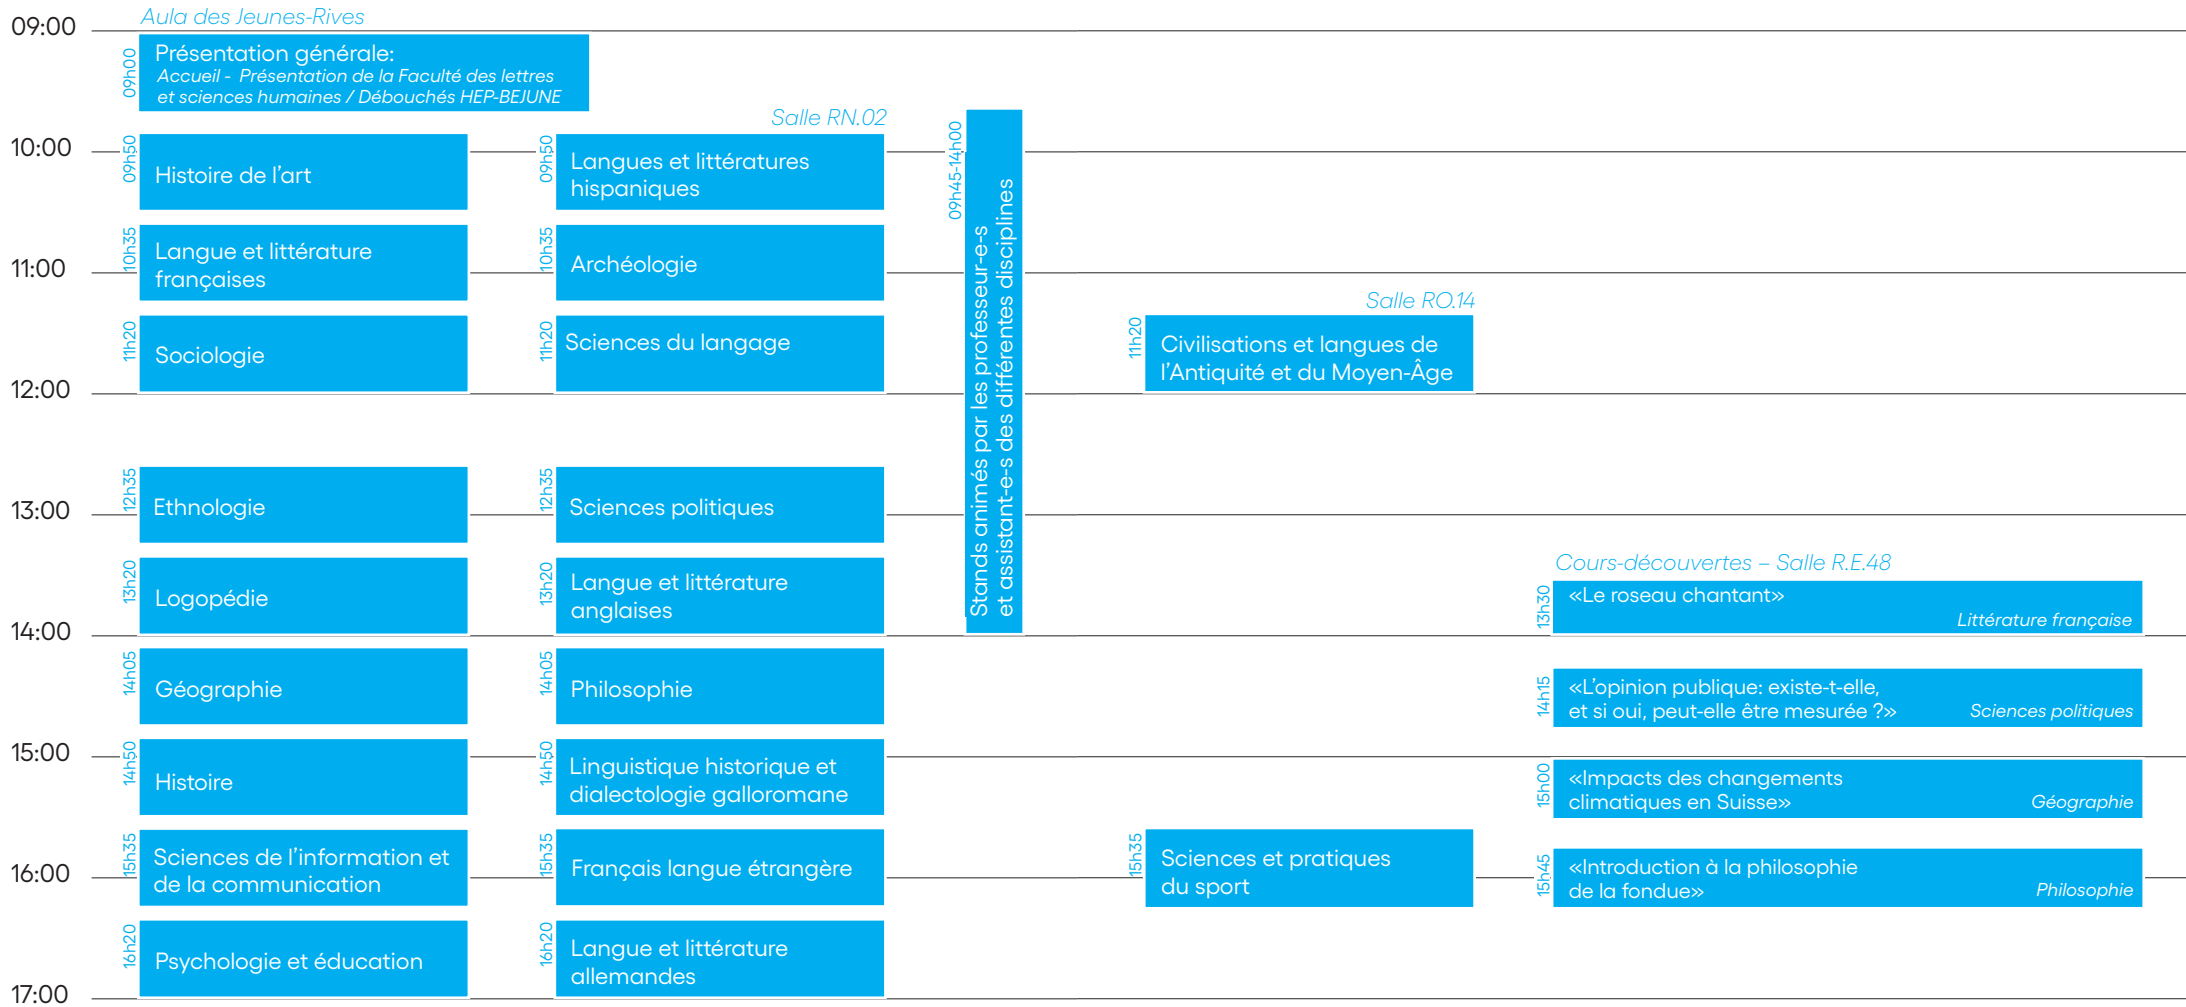 Aula des Jeunes-Rives
09:00
09h00
Présentation générale:
Accueil - Présentation de la Faculté des lettres
et sciences humaines / Débouchés HEP-BEJUNE
Salle RN.02
10:00
09h50
Histoire de l'art
09h50
Langues et littératures
hispaniques
09h45-14h00
Stands animés par les professeur-e-s
et assistant-e-s des différentes disciplines
10h35
Langue et littérature
françaises
10h35
Archéologie
11:00
Salle RO.14
11h20
Sociologie
11h20
Sciences du langage
11h20
Civilisations et langues de
l'Antiquité et du Moyen-Âge
12:00
12h35
Ethnologie
12h35
Sciences politiques
13:00
Cours-découvertes – Salle R.E.48
13h20
Logopédie
13h20
Langue et littérature
anglaises
13h30
«Le roseau chantant»
Littérature française
14:00
14h05
Géographie
14h05
Philosophie
14h15
«L'opinion publique: existe-t-elle,
et si oui, peut-elle être mesurée ?»
Sciences politiques
15:00
14h50
Histoire
14h50
Linguistique historique et
dialectologie galloromane
15h00
«Impacts des changements
climatiques en Suisse»
Géographie
15h35
Sciences de l'information et
de la communication
15h35
Français langue étrangère
15h35
Sciences et pratiques
du sport
15h45
«Introduction à la philosophie
de la fondue»
Philosophie
16:00
16h20
Psychologie et éducation
16h20
Langue et littérature
allemandes
17:00